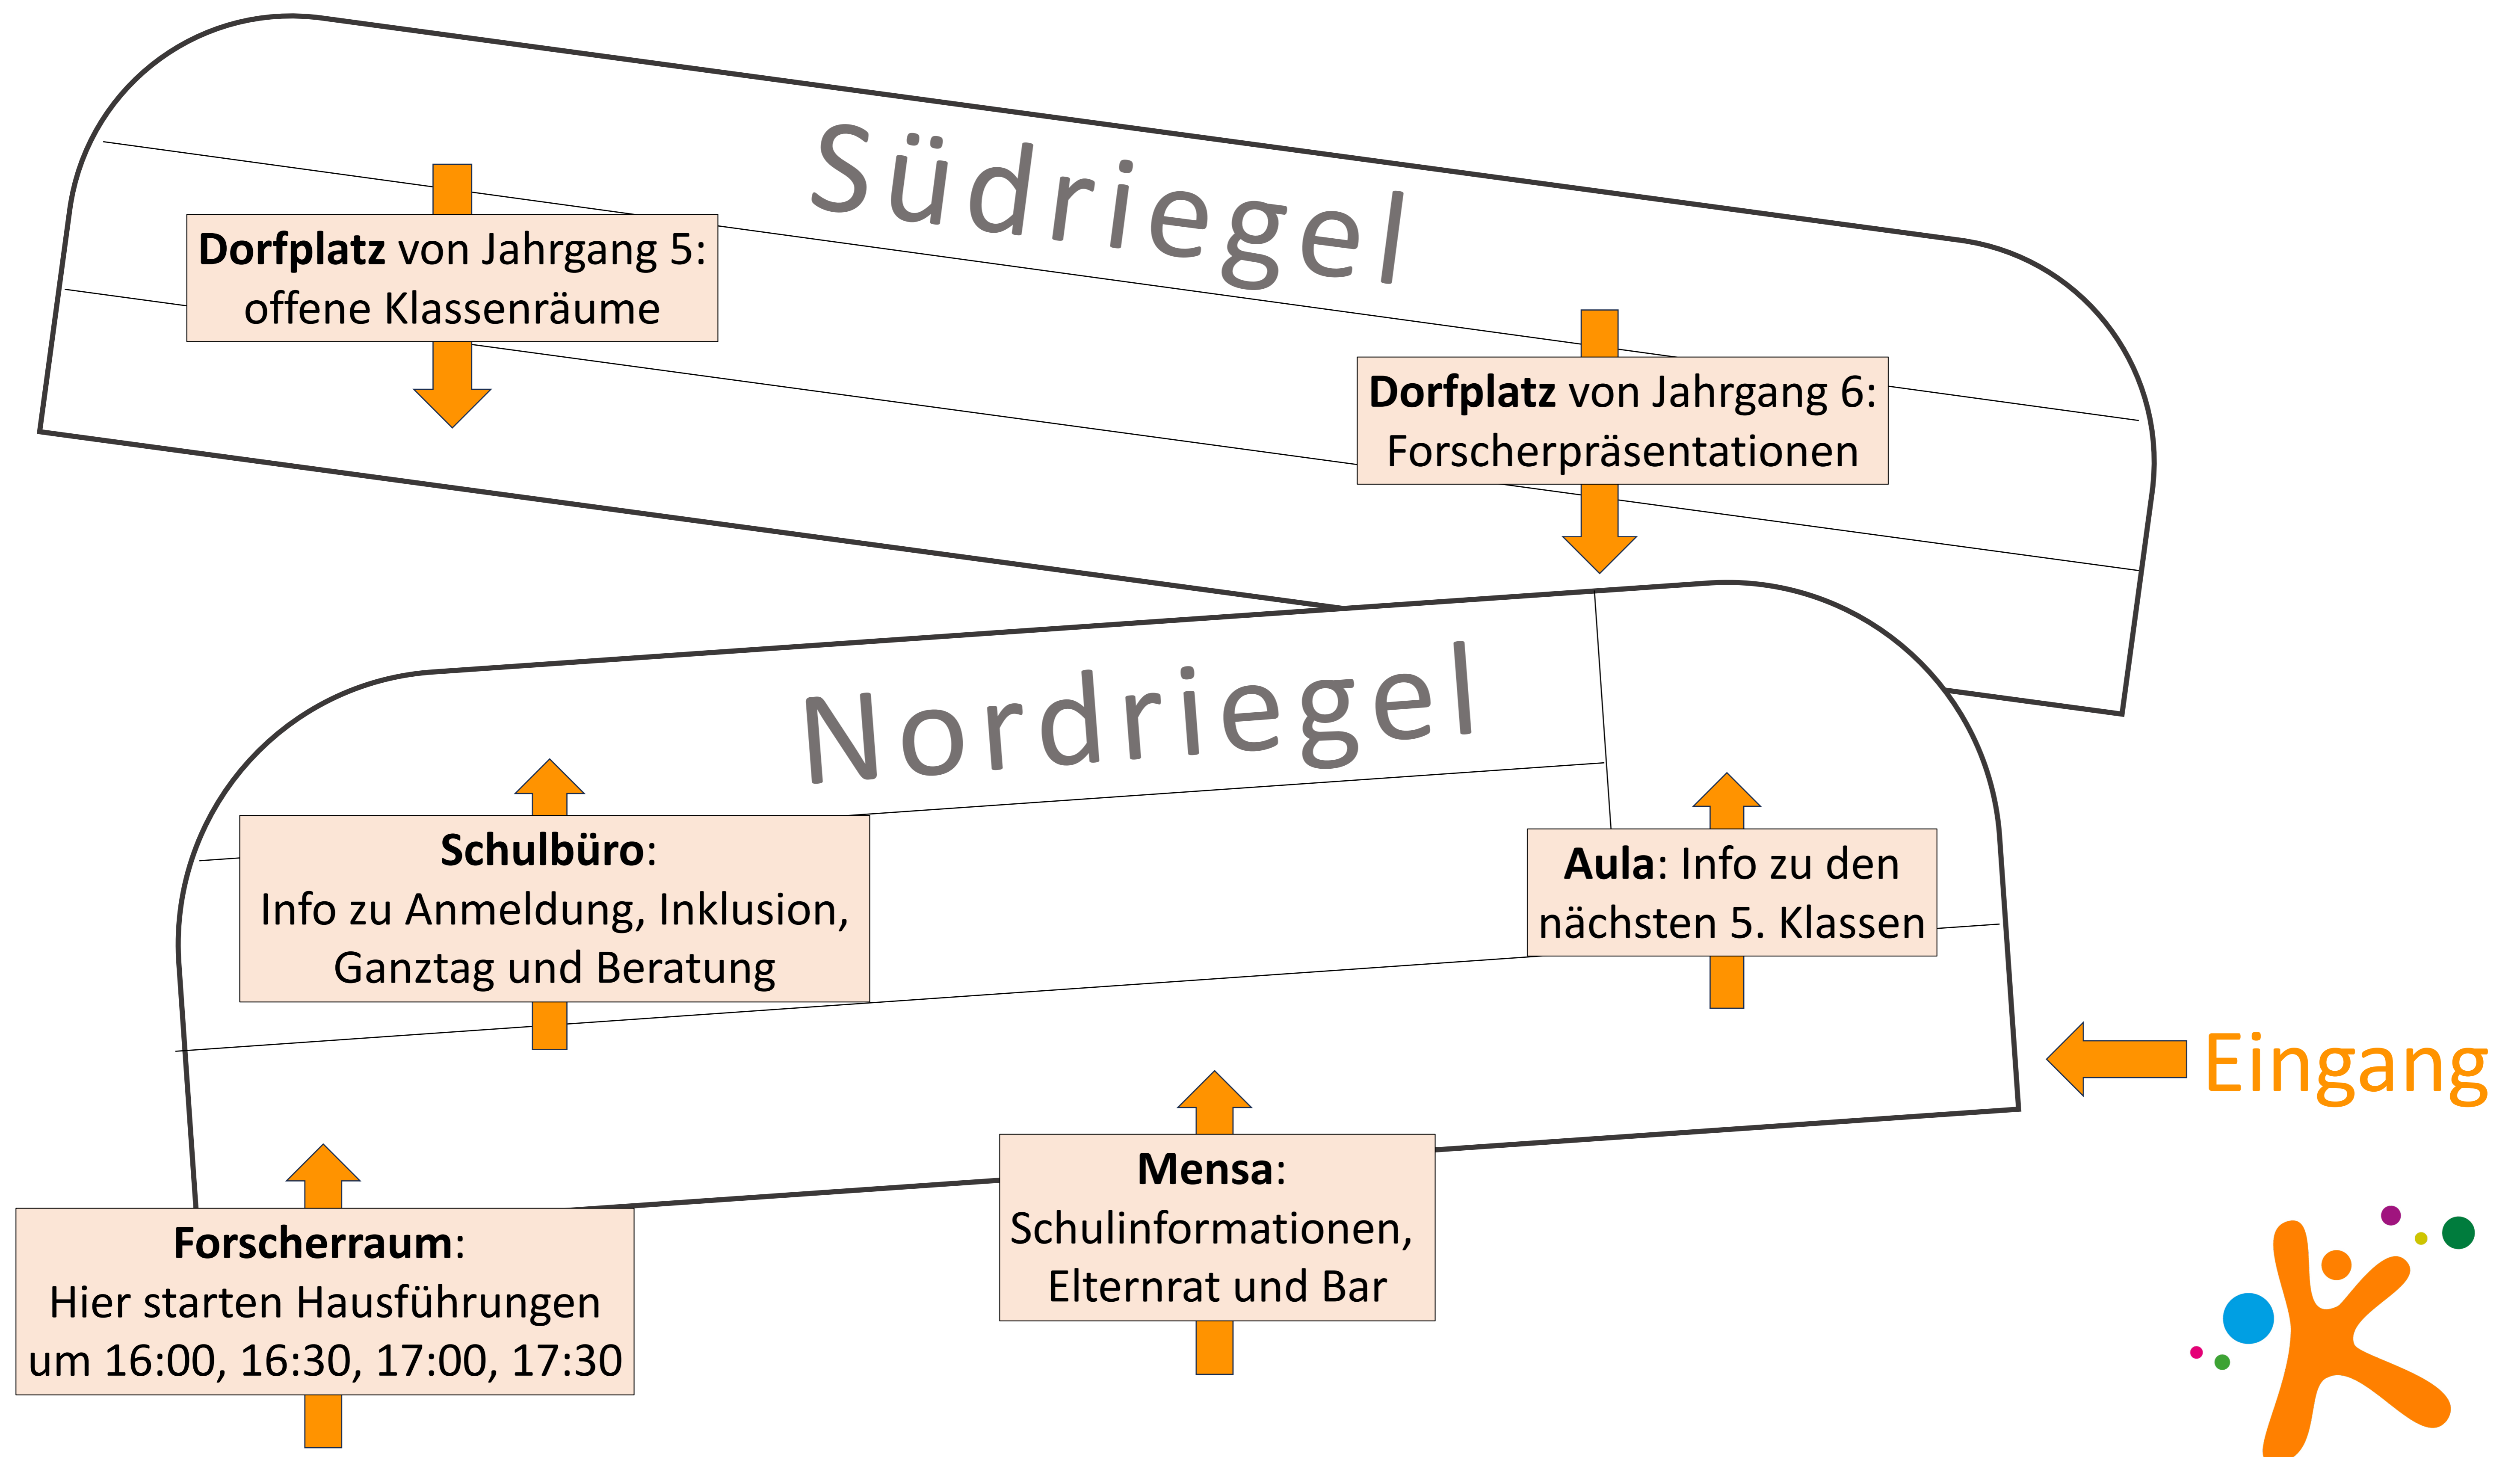 Südriegel
Dorfplatz von Jahrgang 5:
offene Klassenräume
Dorfplatz von Jahrgang 6:
Forscherpräsentationen
Nordriegel
Schulbüro:
Info zu Anmeldung, Inklusion,
Ganztag und Beratung
Aula: Info zu den
nächsten 5. Klassen
Eingang
Mensa:
Schulinformationen,
Elternrat und Bar
Forscherraum:
Hier starten Hausführungen
um 16:00, 16:30, 17:00, 17:30